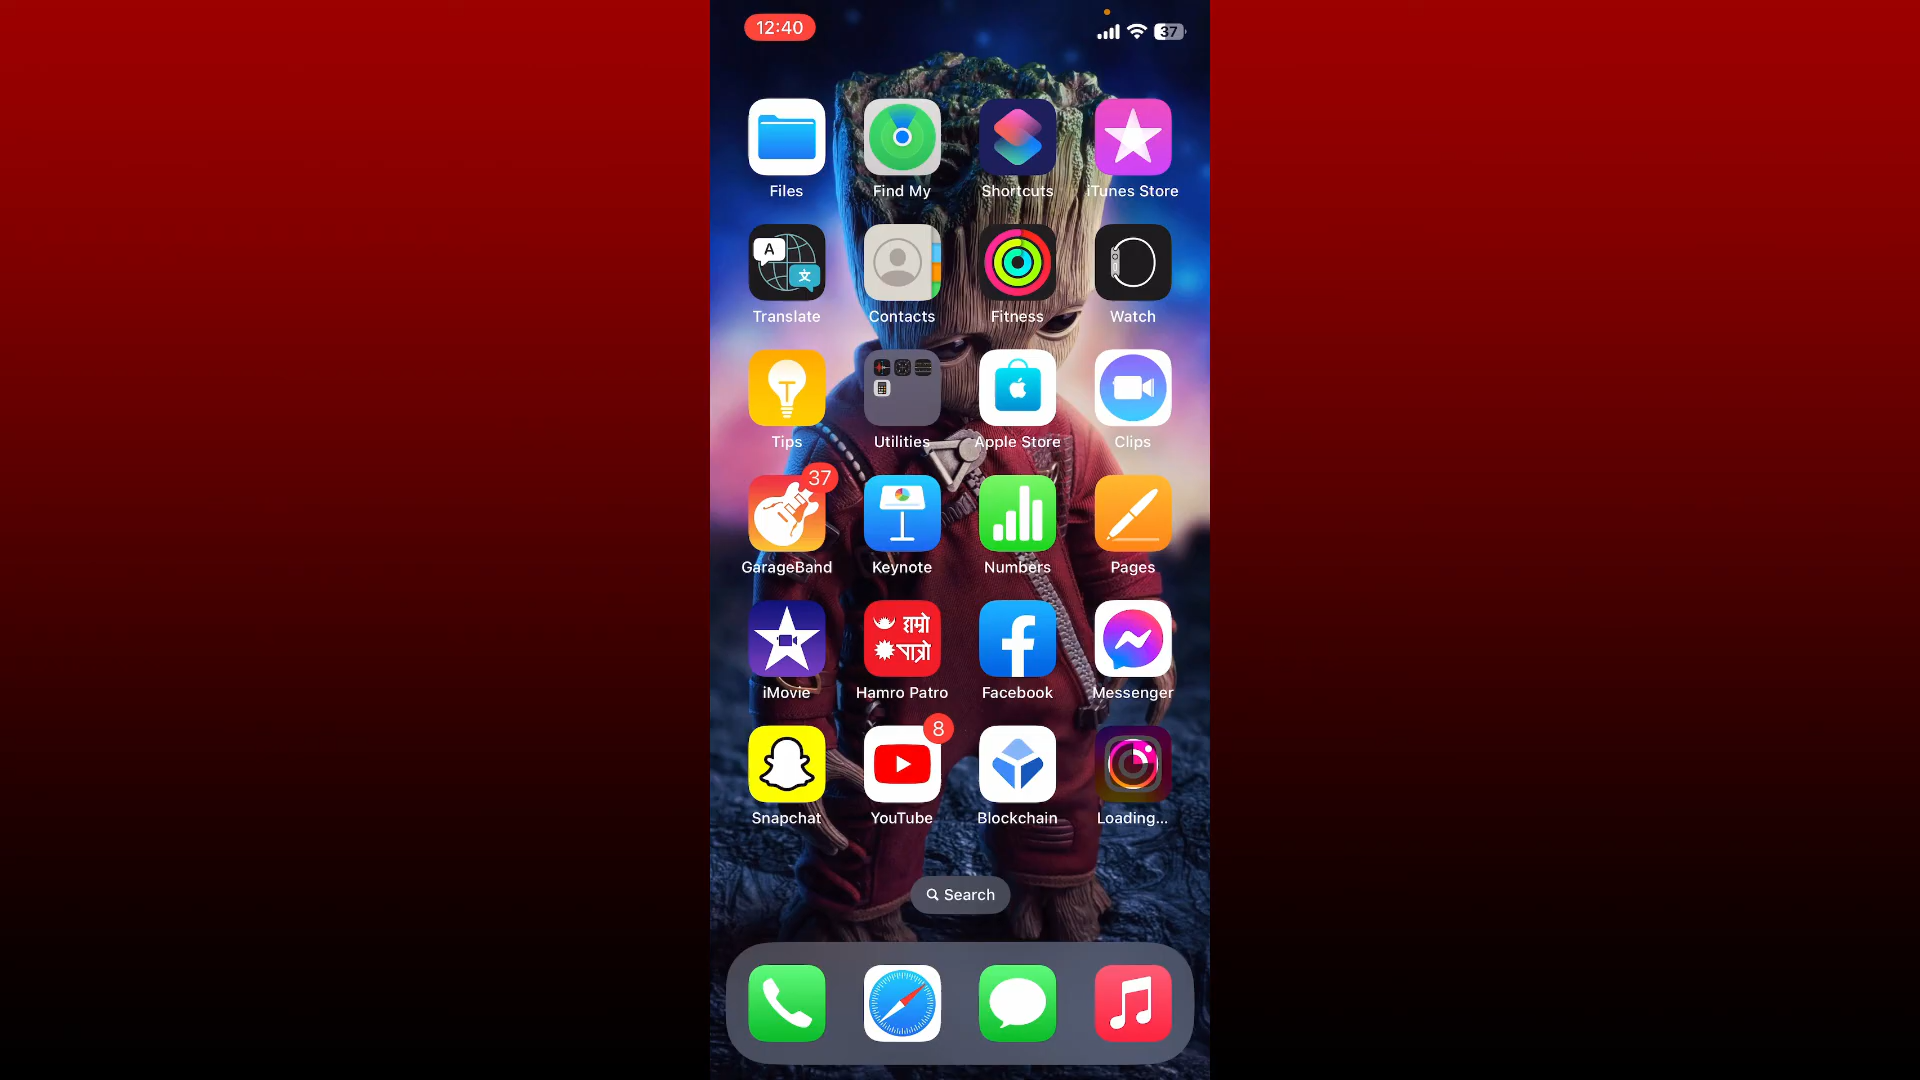 12:40
37
Files Find My Shortcuts iTunes Store
A
文
Translate Contacts Fitness Watch
Tips Utilities Apple Store Clips
37
GarageBand Keynote Numbers Pages
हाम्रो
पात्रो
iMovie Hamro Patro Facebook Messenger
8
Snapchat YouTube Blockchain Loading...
Search